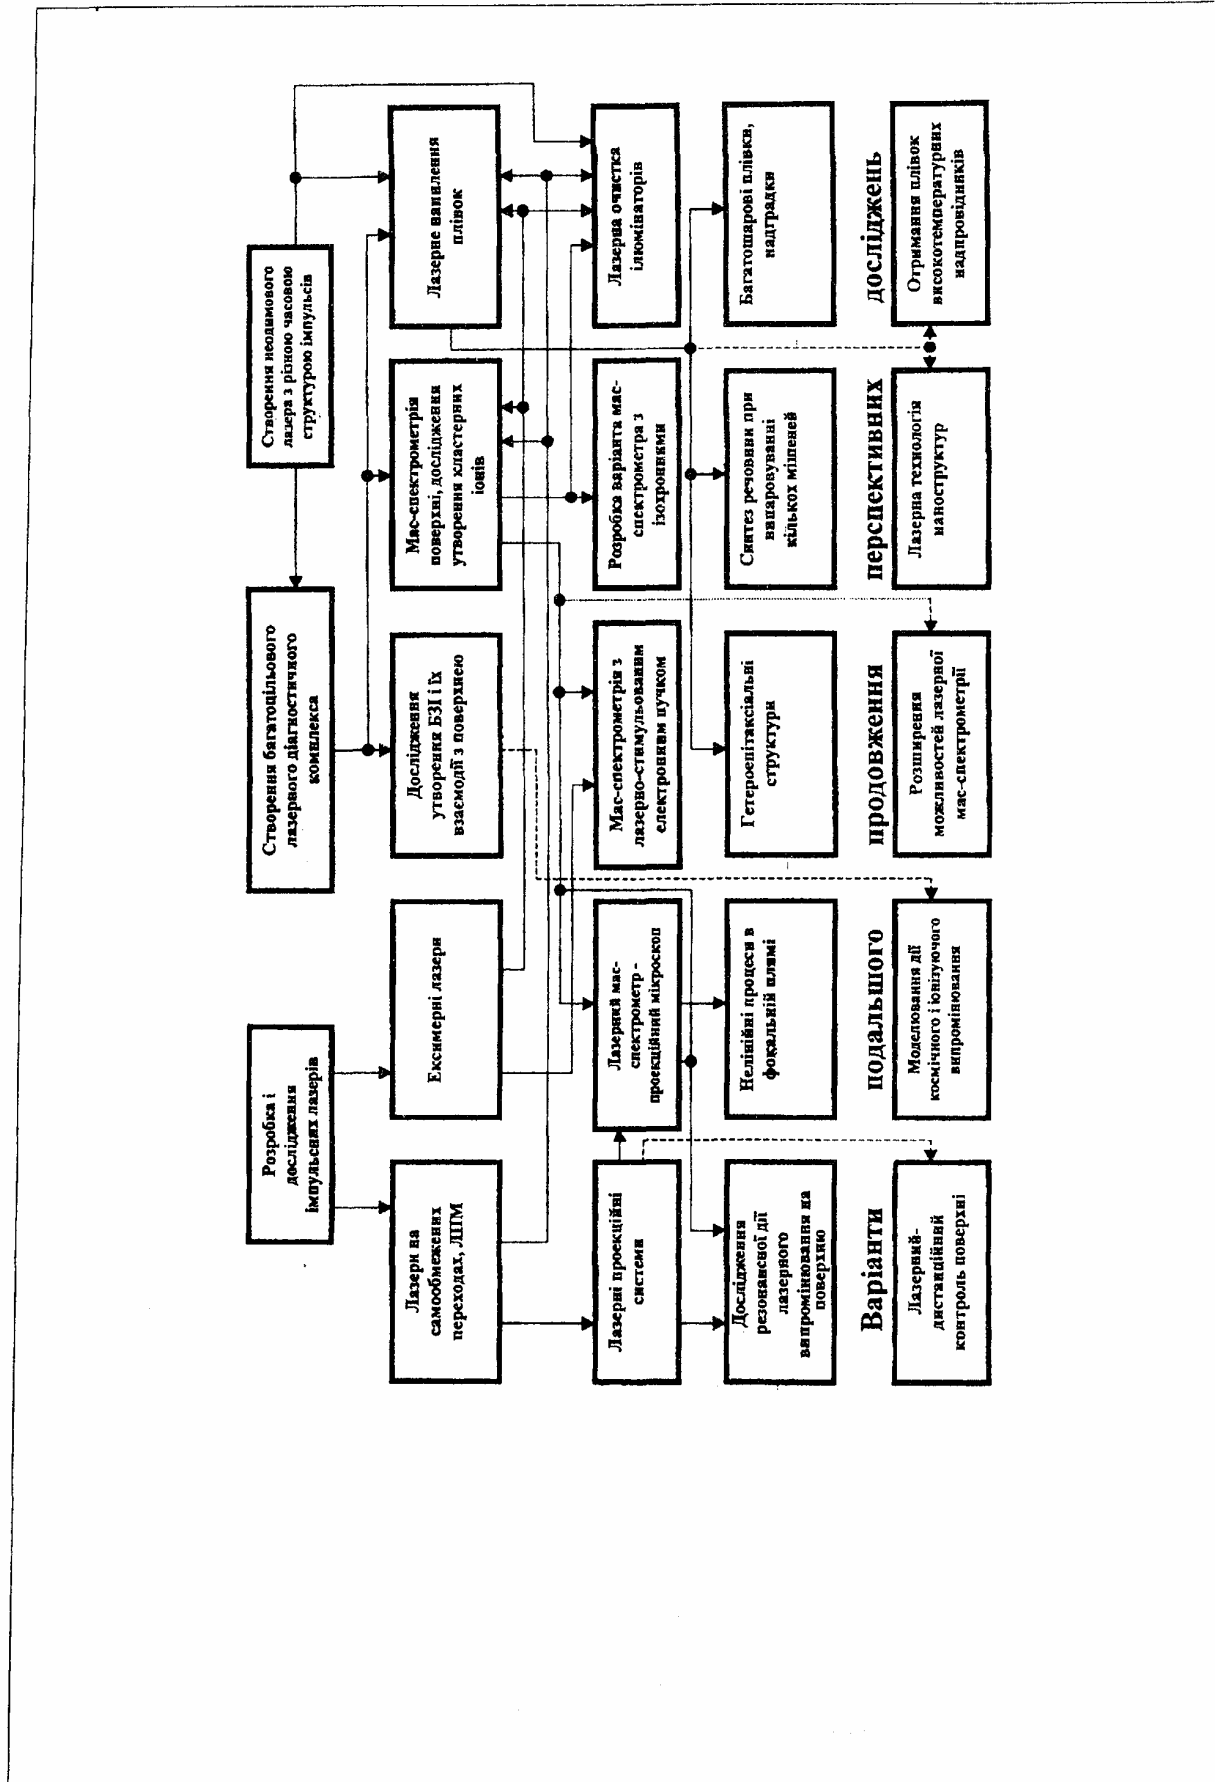 Розробка і
дослідження
імпульсних лазерів
Створення багатоцільового
лазерного діагностичного
комплекса
Створення неодимового
лазера з різною часовою
структурою імпульсів
Лазери на
самообмежених
переходах, ЛПМ
Ексимерні лазери
Дослідження
утворення БЗІ і їх
взаємодії з поверхнею
Мас-спектрометрія
поверхні, дослідження
утворення кластерних
іонів
Лазерне напилення
плівок
Лазерні проекційні
системи
Лазерний мас-
спектрометр -
проекційний мікроскоп
Мас-спектрометрія з
лазерно-стимульованим
електронним пучком
Розробка варіанта мас-
спектрометра з
ізохронними
Лазерна очистка
ілюмінаторів
Дослідження
резонансної дії
лазерного
випромінювання на
поверхню
Нелінійні процеси в
фокальній плямі
Гетероепітаксіальні
структури
Синтез речовини при
випаровуванні
кількох мішеней
Багатошарові плівки,
надградки
Варіанти подальшого продовження перспективних досліджень
Лазерний-
дистанційний
контроль поверхні
Моделювання дії
космічного і іонізуючого
випромінювання
Розширення
можливостей лазерної
мас-спектрометрії
Лазерна технологія
наноструктур
Отримання плівок
високотемпературних
надпровідників